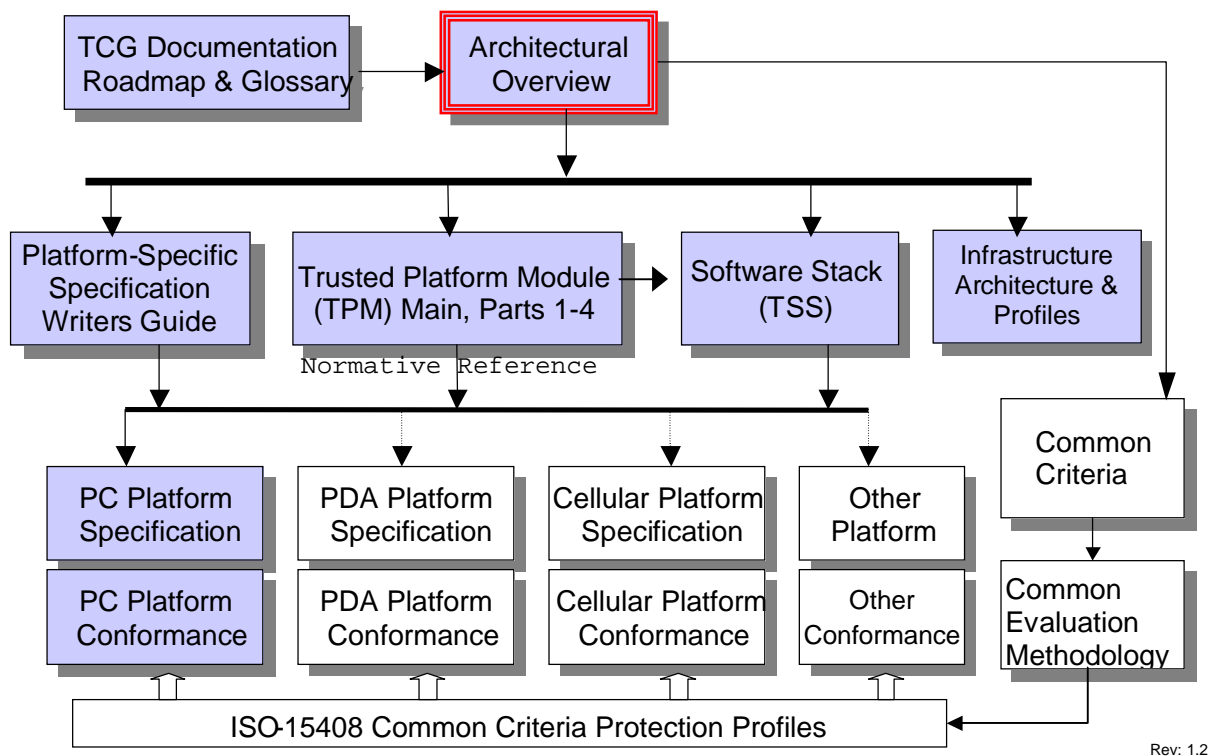 TCG Documentation
Roadmap & Glossary
Architectural
Overview
Platform-Specific
Specification
Writers Guide
Trusted Platform Module
(TPM) Main, Parts 1-4
Software Stack
(TSS)
Infrastructure
Architecture &
Profiles
Normative Reference
Common
Criteria
PC Platform
Specification
PDA Platform
Specification
Cellular Platform
Specification
Other
Platform
PC Platform
Conformance
PDA Platform
Conformance
Cellular Platform
Conformance
Other
Conformance
Common
Evaluation
Methodology
ISO-15408 Common Criteria Protection Profiles
Rev: 1.2